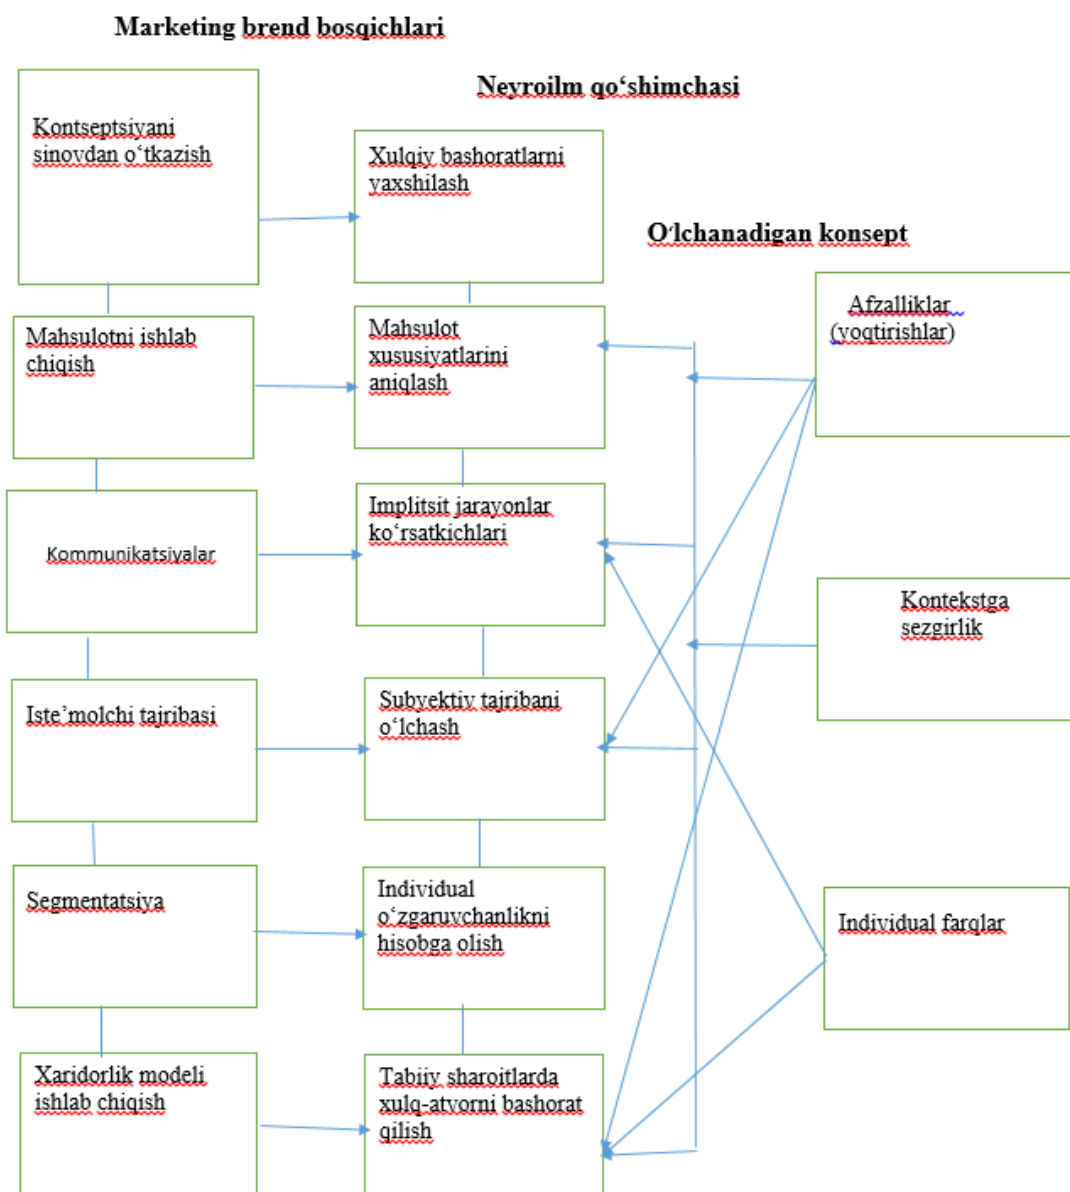 Marketing brend bosqichlari
Neyroilm qo‘shimchasi
O‘lchanadigan konsept
Kontseptsiyani
sinovdan o‘tkazish
Mahsulotni ishlab
chiqish
Kommunikatsiyalar
Iste’molchi tajribasi
Segmentatsiya
Xaridorlik modeli
ishlab chiqish
Xulqiy bashoratlarni
yaxshilash
Mahsulot
xususiyatlarini
aniqlash
Implitsit jarayonlar
ko‘rsatkichlari
Subyektiv tajribani
o‘lchash
Individual
o‘zgaruvchanlikni
hisobga olish
Tabiiy sharoitlarda
xulq-atvorni bashorat
qilish
Afzalliklar
(yoqtirishlar)
Kontekstga
sezgirlik
Individual farqlar